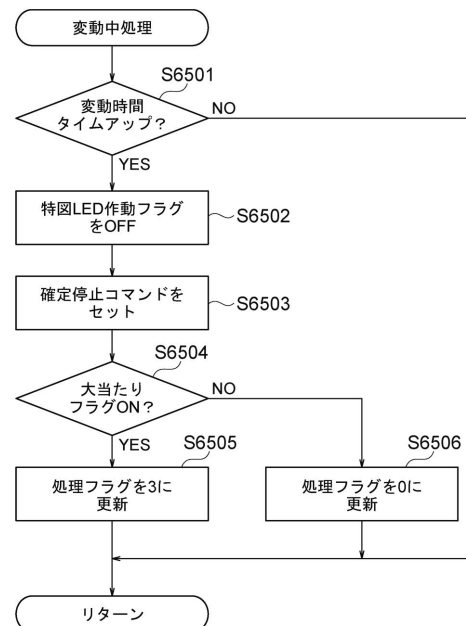 変動中処理
S6501
変動時間
タイムアップ？
NO
YES
特図LED作動フラグ
をOFF
S6502
確定停止コマンドを
セット
S6503
S6504
大当たり
フラグON？
NO
YES
S6505
処理フラグを3に
更新
S6506
処理フラグを0に
更新
リターン